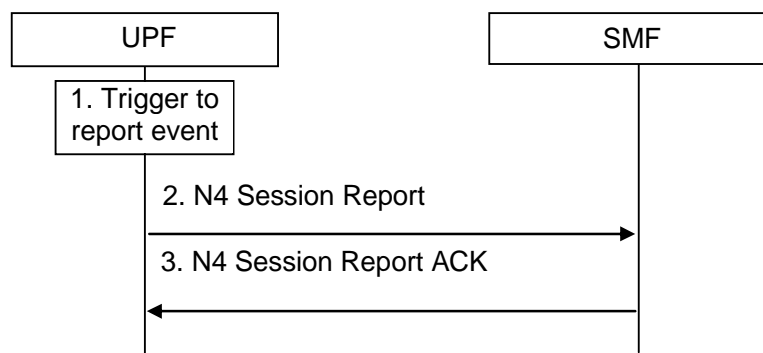 UPF
SMF
1. Trigger to
report event
2. N4 Session Report
3. N4 Session Report ACK